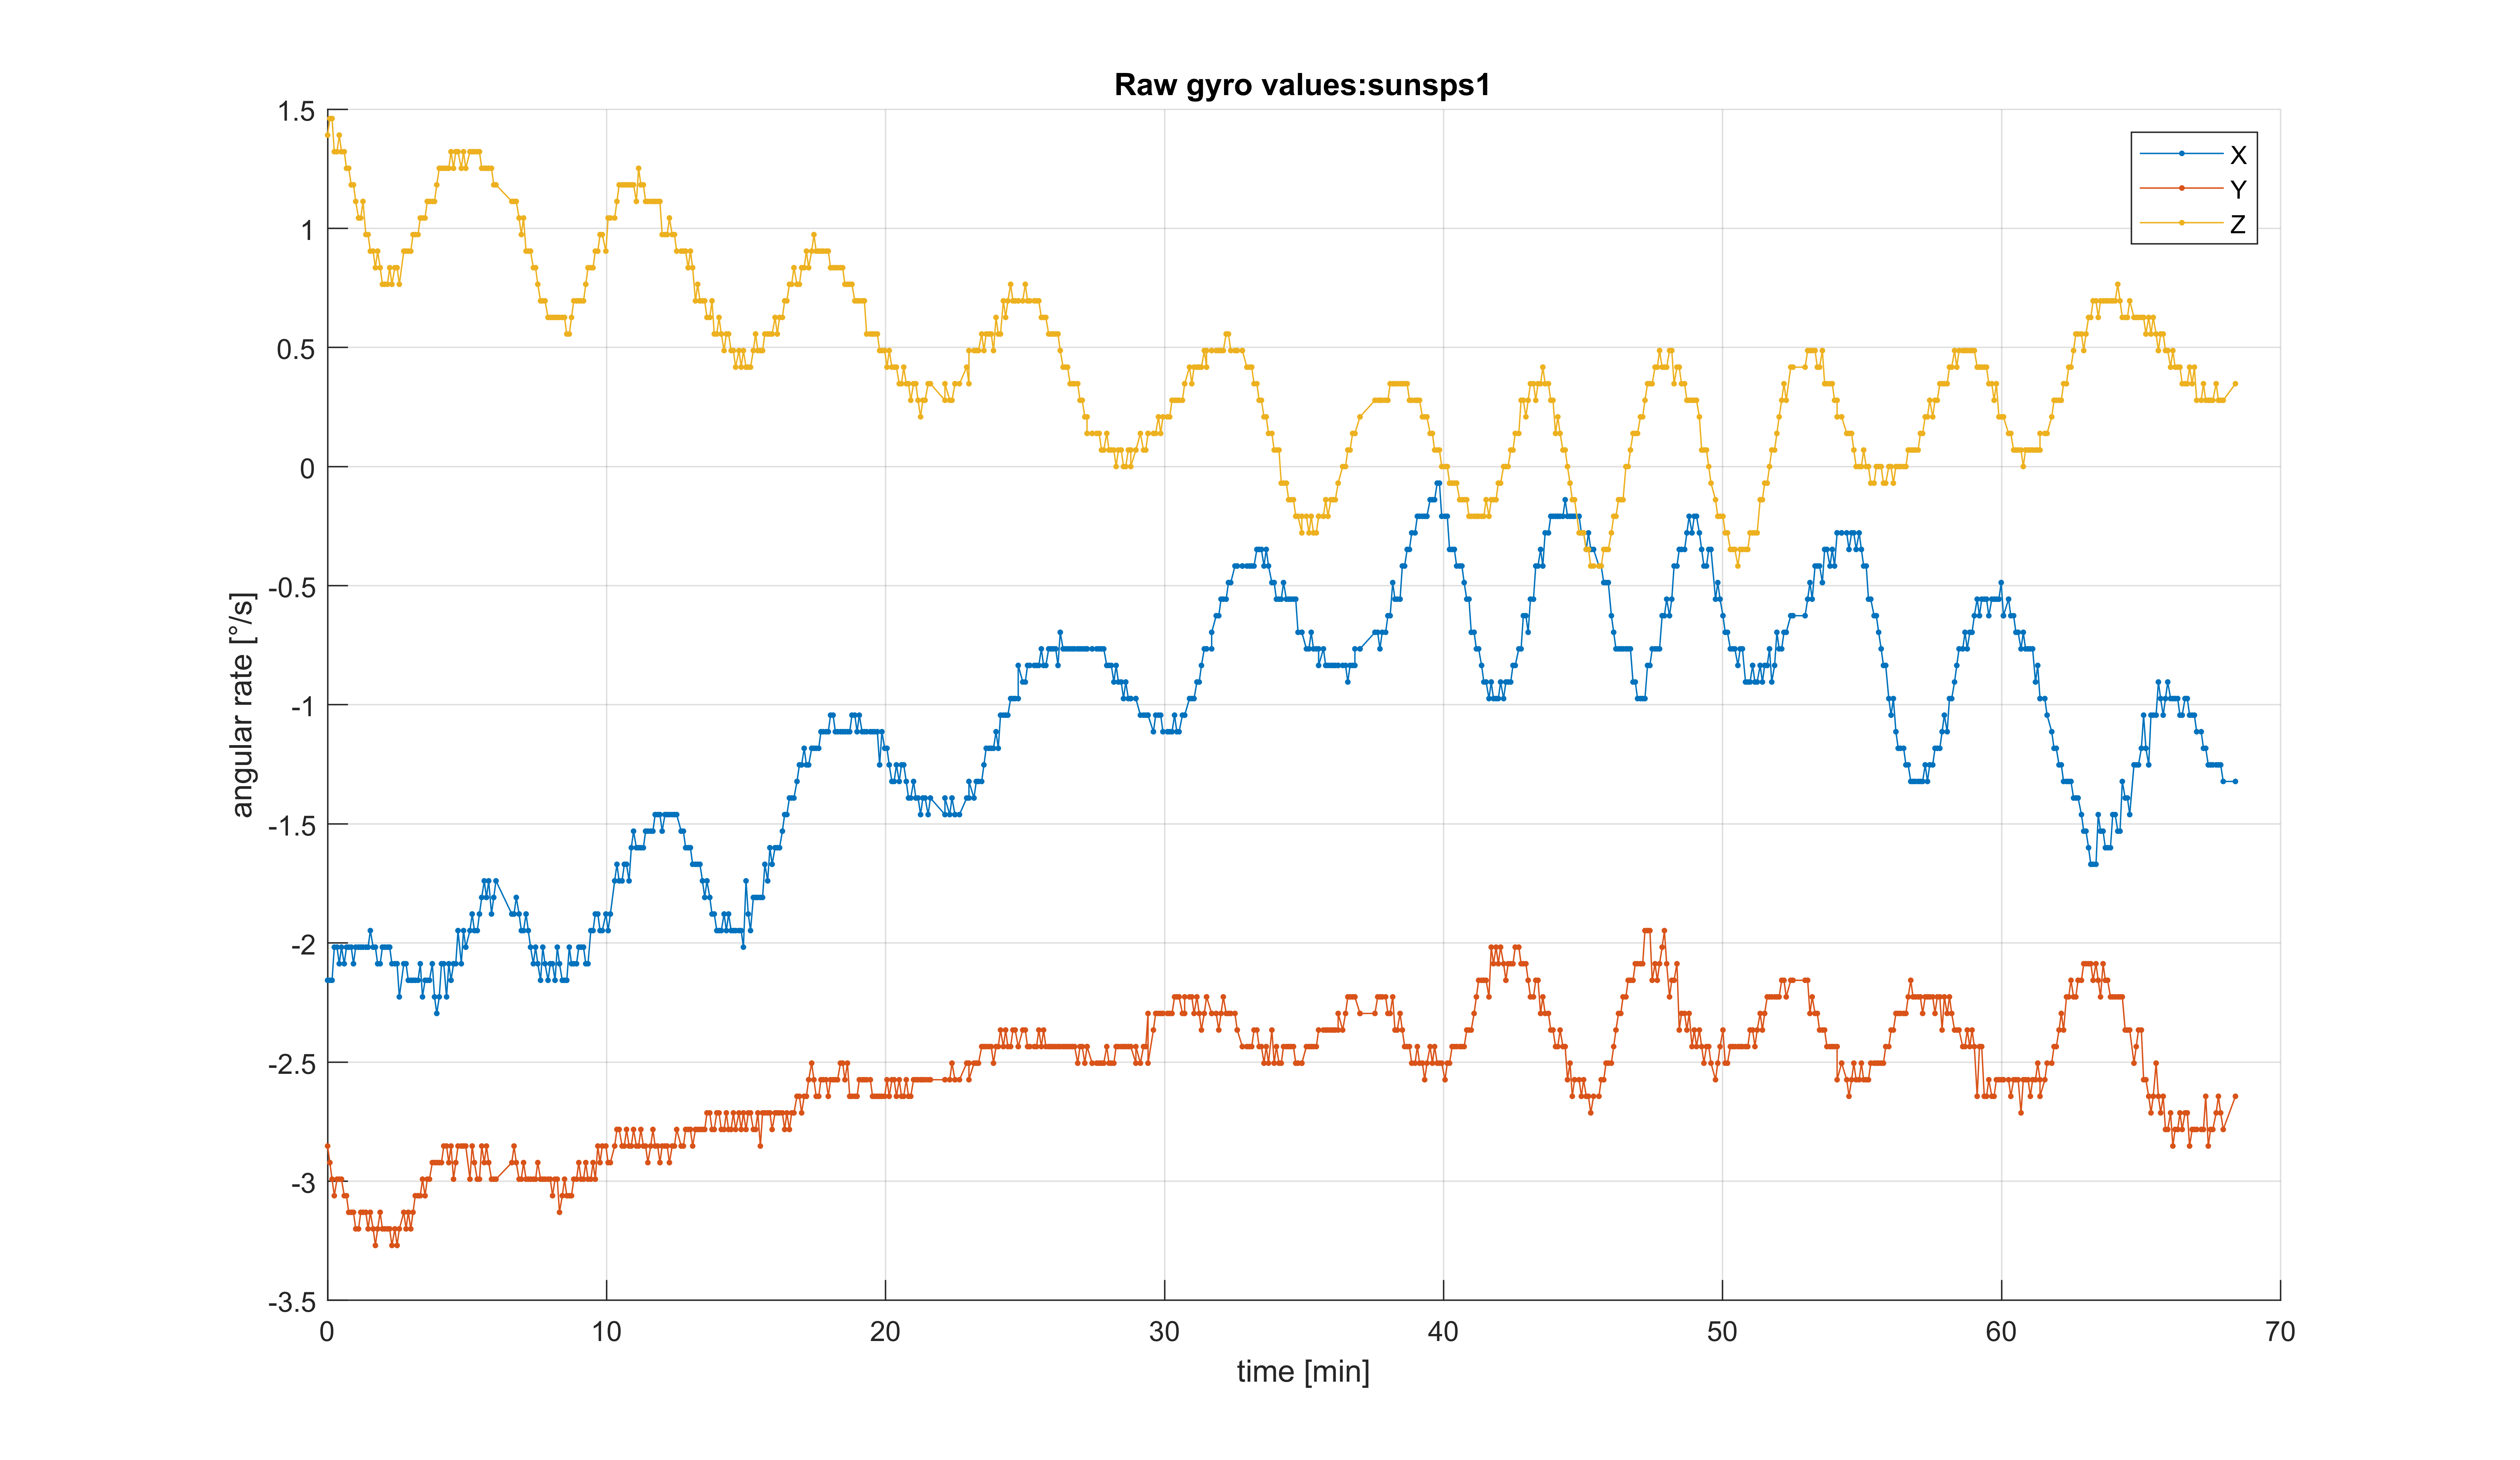 Raw gyro values:sunsps1
X
Y
Z
angular rate [°/s]
1.5
1
0.5
0
-0.5
-1
-1.5
-2
-2.5
-3
-3.5
0 10 20 30 40 50 60 70
time [min]